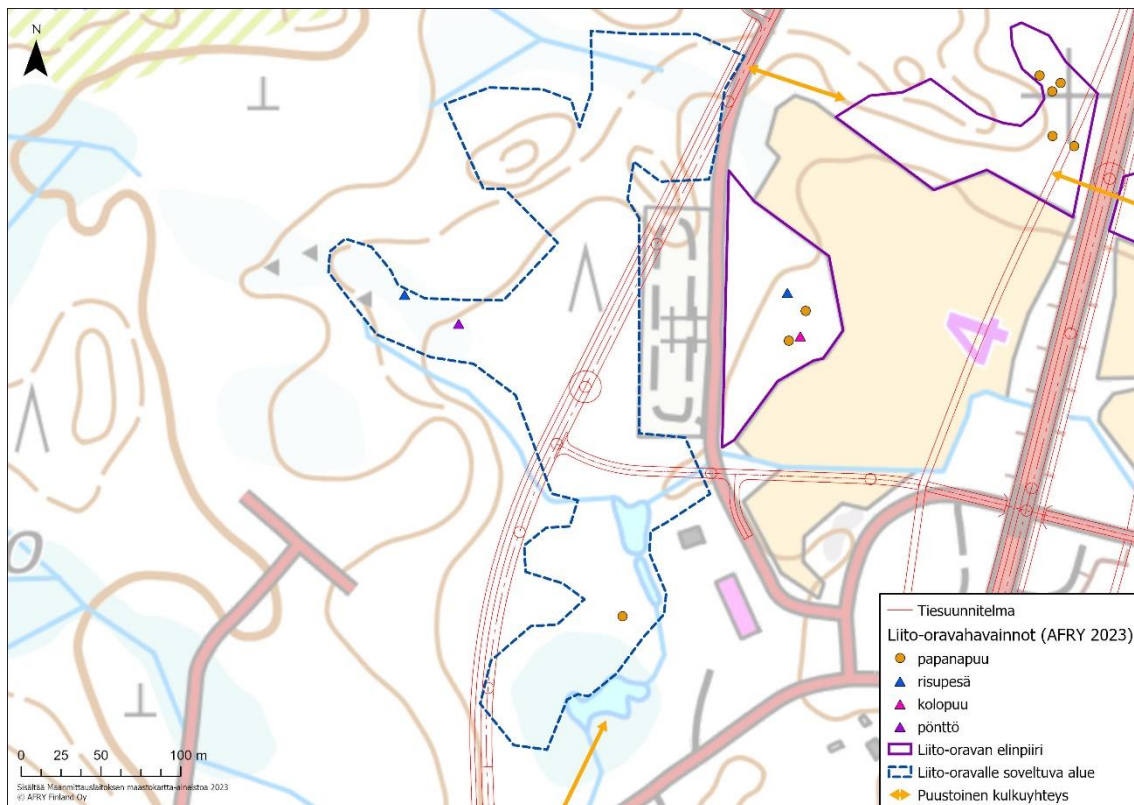 N
4
O
Tiesuunnitelma
Liito-oravahavainnot (AFRY 2023)
papanapuu
risupesä
kolopuu
pönttö
Liito-oravan elinpiiri
Liito-oravalle soveltuva alue
Puustoinen kulkuyhteys
0 25 50 100 m
Sisältää Maanmittauslaitoksen maastokartta-aineistoa 2023
© AFRY Finland Oy